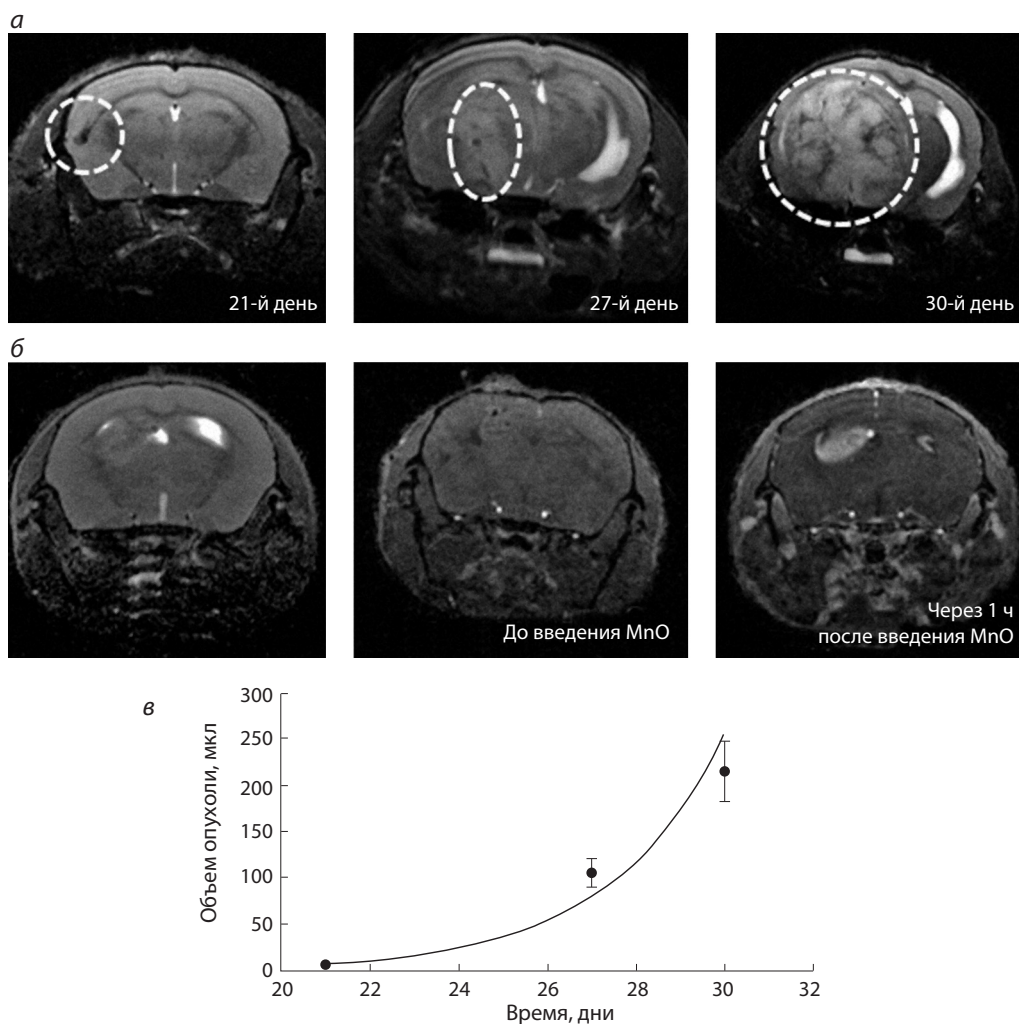 а
21-й день
27-й день
30-й день
б
До введения MnO
Через 1 ч
после введения MnO
в
300
250
200
150
100
50
0
Объем опухоли, мкл
20 22 24 26 28 30 32
Время, дни